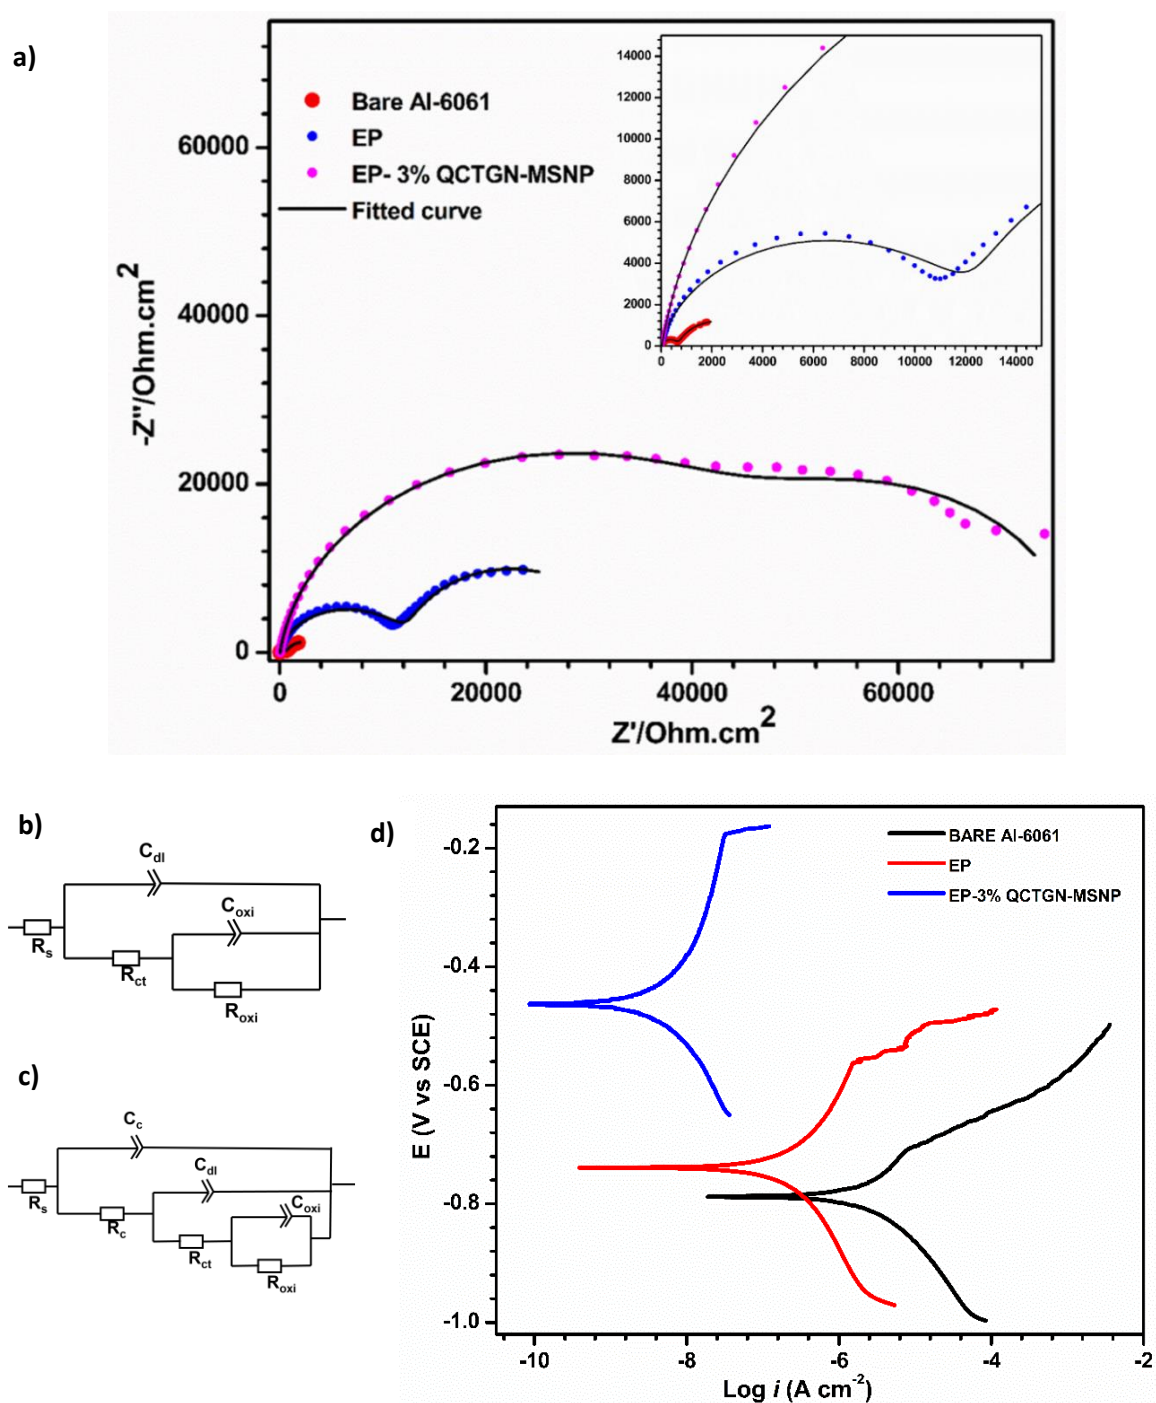 a)
Bare Al-6061
EP
EP- 3% QCTGN-MSNP
Fitted curve
-Z"/Ohm.cm2
60000
40000
20000
0
0 20000 40000 60000
Z'/Ohm.cm2
14000
12000
10000
8000
6000
4000
2000
0
0 2000 4000 6000 8000 10000 12000 14000
b)
Cdl
Coxi
Rs
Rct
Roxi
c)
Cc
Cdl
Coxi
Rs
Rc
Rct
Roxi
d)
BARE Al-6061
EP
EP-3% QCTGN-MSNP
E (V vs SCE)
-0.2
-0.4
-0.6
-0.8
-1.0
-10 -8 -6 -4 -2
Log i (A cm-2)